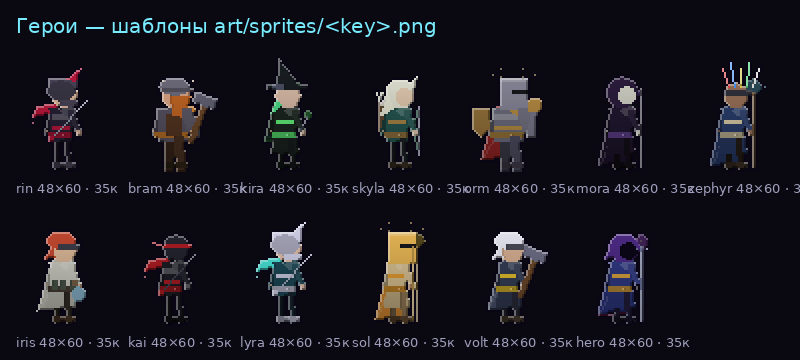 Герои — шаблоны art/sprites/<key>.png
rin 48×60 · 35к bram 48×60 · 35к kira 48×60 · 35к skyla 48×60 · 35к orm 48×60 · 35к mora 48×60 · 35к zephyr 48×60 · 3
iris 48×60 · 35к kai 48×60 · 35к lyra 48×60 · 35к sol 48×60 · 35к volt 48×60 · 35к hero 48×60 · 35к